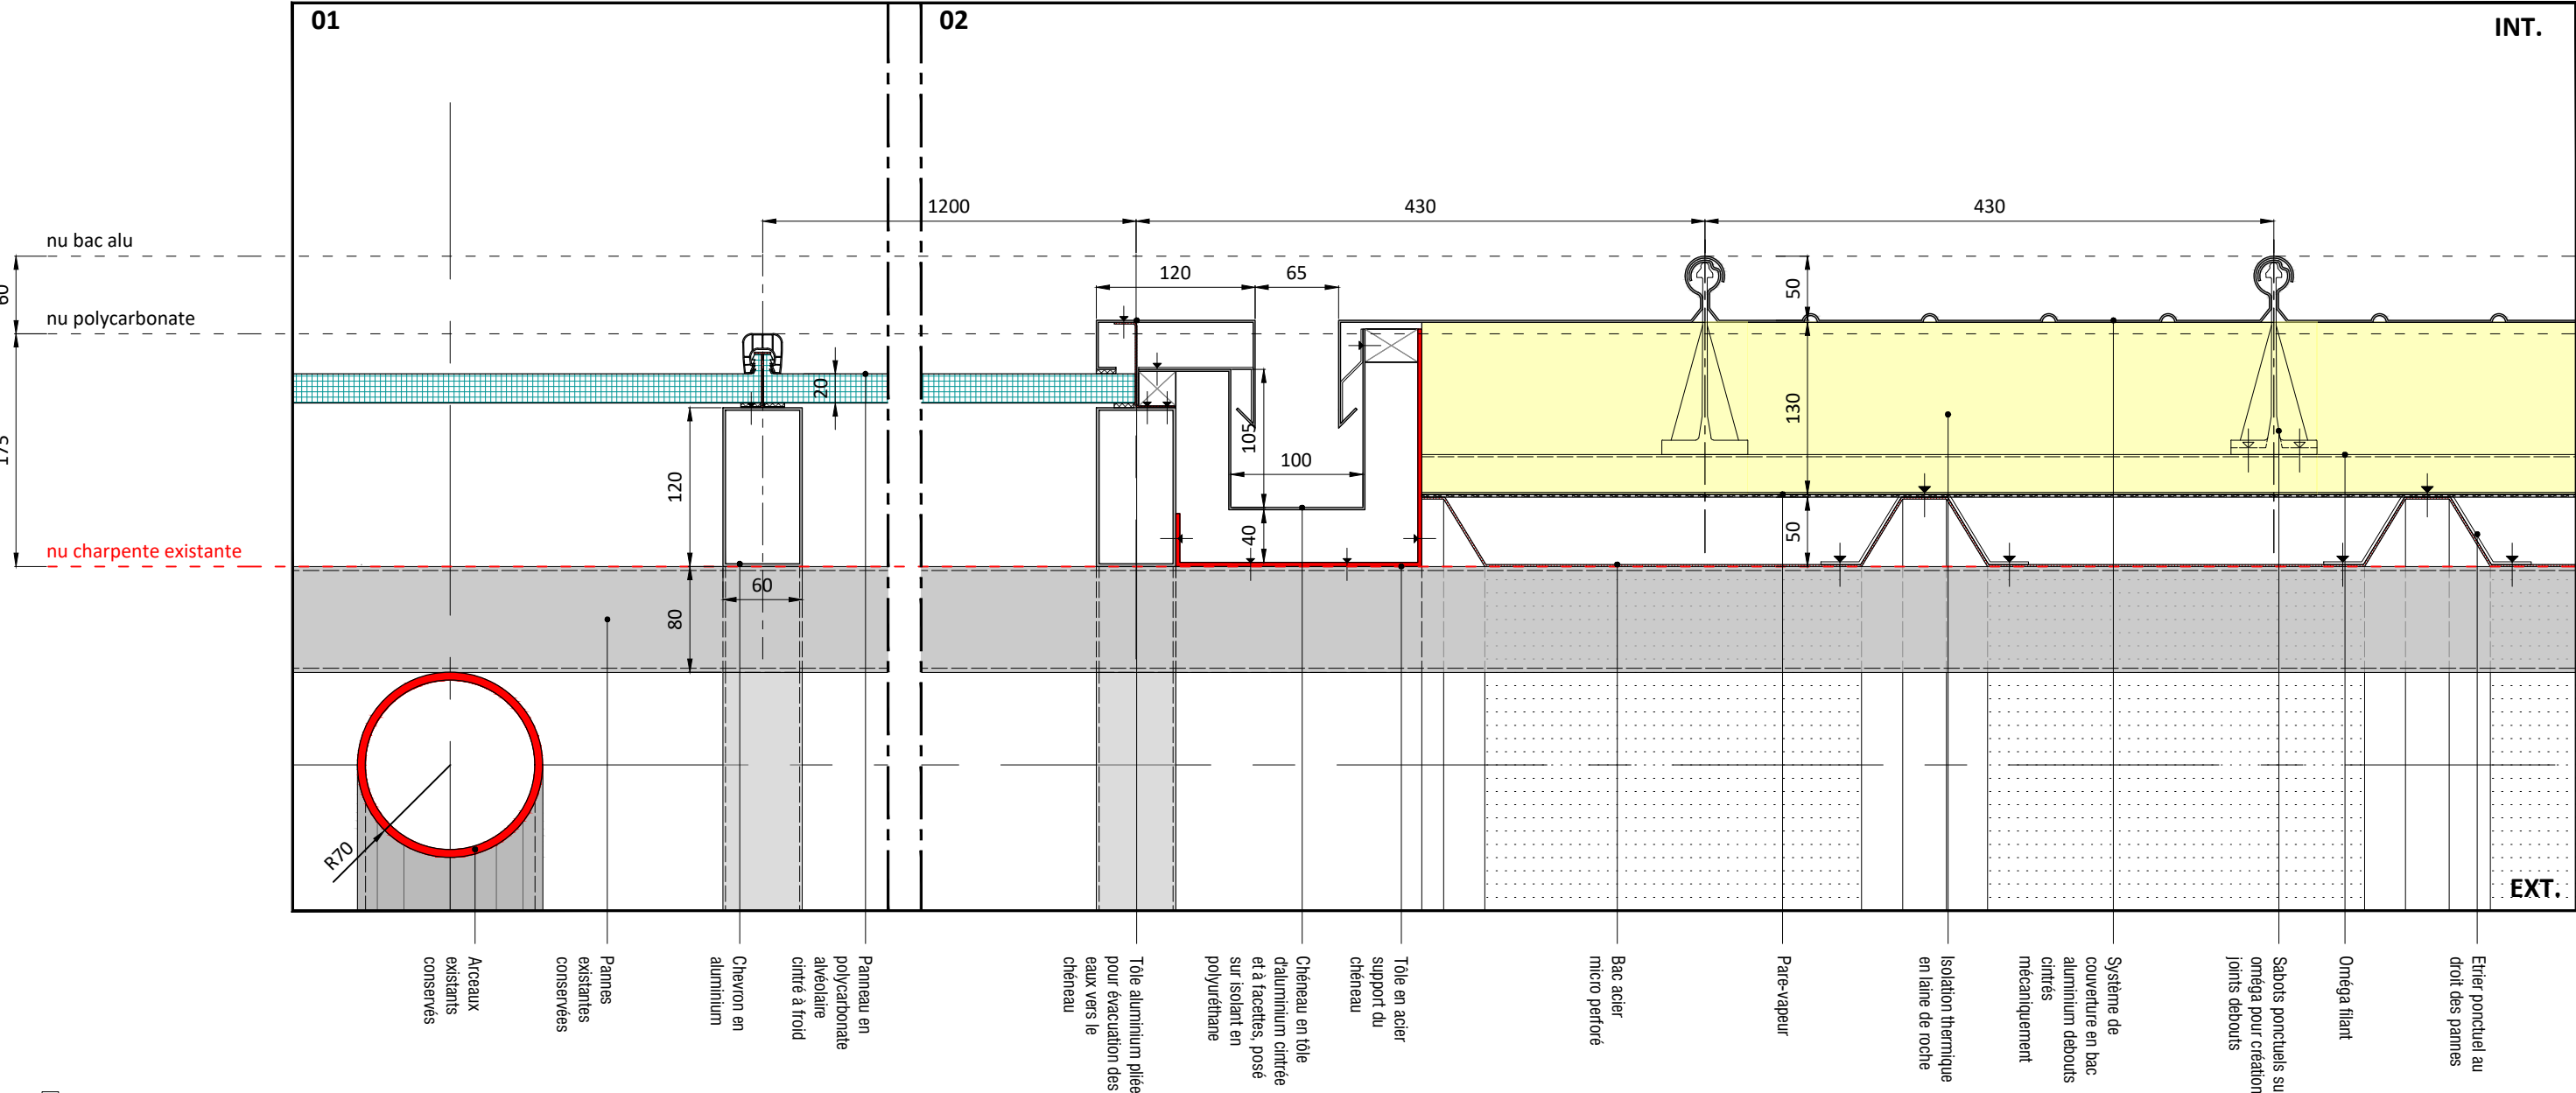 01
02
INT.
1200
430
430
nu bac alu
120
65
60
50
nu polycarbonate
20
130
105
175
100
120
40
50
nu charpente existante
60
80
R70
EXT.
Arceaux
existants
conservés
Pannes
existantes
conservées
Chevron en
aluminium
Panneau en
polycarbonate
alvéolaire
cintré à froid
Tôle aluminium pliée
pour évacuation des
eaux vers le
chéneau
Chéneau en tôle
d'aluminium cintrée
et à facettes, posé
sur isolant en
polyuréthane
Tôle en acier
support du
chéneau
Bac acier
micro perforé
Pare-vapeur
Isolation thermique
en laine de roche
Système de
couverture en bac
aluminium debouts
cintrés
mécaniquement
Sabots ponctuels su
oméga pour création
joints debouts
Oméga filant
Etrier ponctuel au
droit des pannes